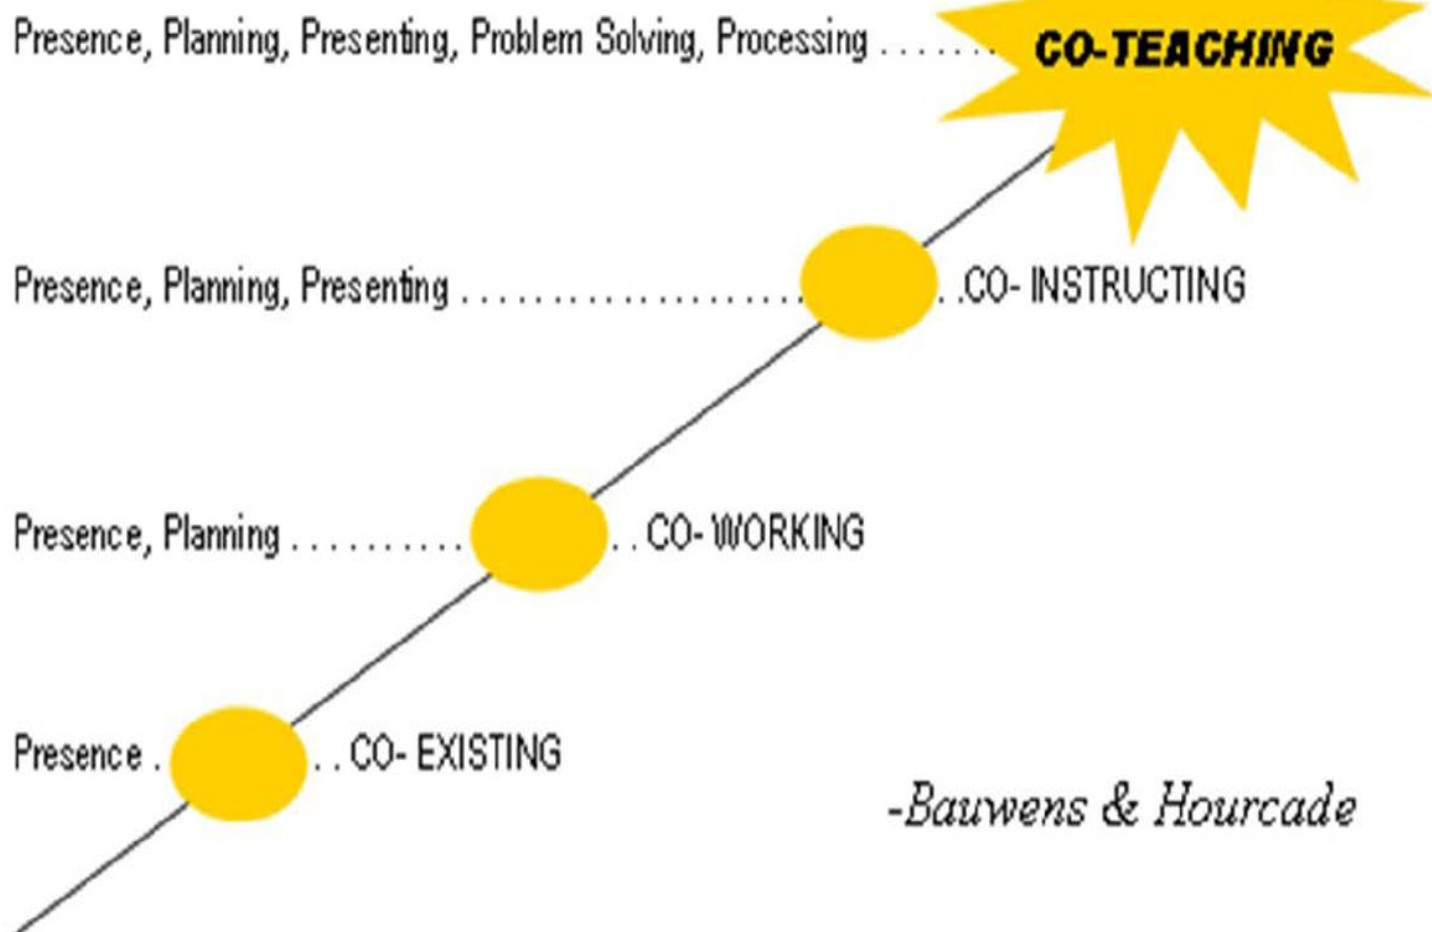 Presence, Planning, Presenting, Problem Solving, Processing ....... CO-TEACHING
Presence, Planning, Presenting .................... ..CO- INSTRUCTING
Presence, Planning .......... ..CO- WORKING
Presence . ..CO- EXISTING
-Bauwens & Hourcade